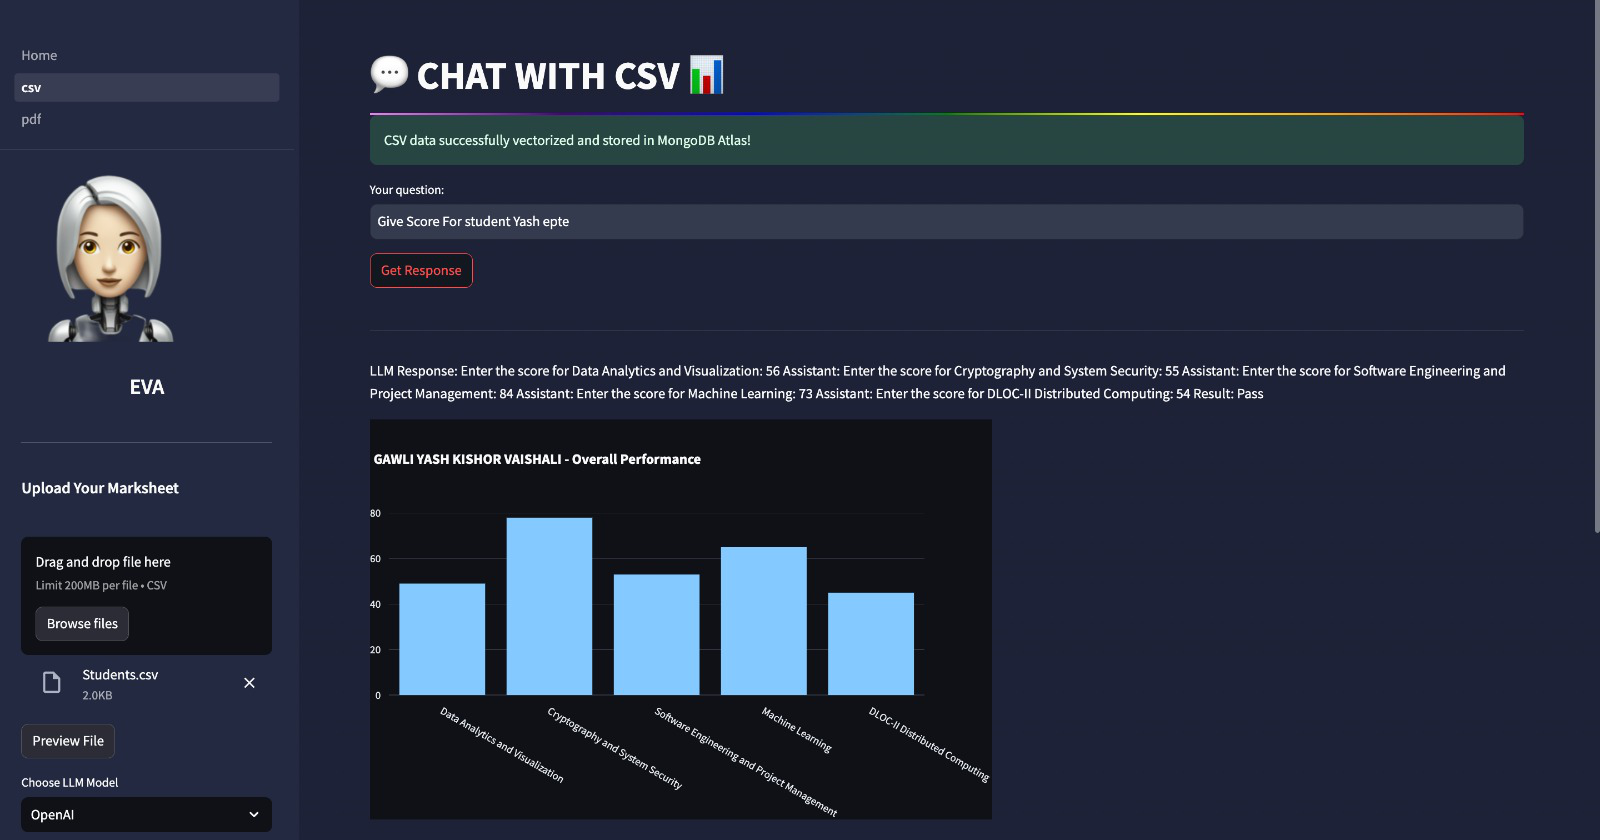 Home
csv
pdf
EVA
Upload Your Marksheet
Drag and drop file here
Limit 200MB per file • CSV
Browse files
Students.csv
2.0KB
Preview File
Choose LLM Model
OpenAI
CHAT WITH CSV
CSV data successfully vectorized and stored in MongoDB Atlas!
Your question:
Give Score For student Yash epte
Get Response
LLM Response: Enter the score for Data Analytics and Visualization: 56 Assistant: Enter the score for Cryptography and System Security: 55 Assistant: Enter the score for Software Engineering and
Project Management: 84 Assistant: Enter the score for Machine Learning: 73 Assistant: Enter the score for DLOC-II Distributed Computing: 54 Result: Pass
GAWLI YASH KISHOR VAISHALI - Overall Performance
80
60
40
20
0
Data Analytics and Visualization
Cryptography and System Security
Software Engineering and Project Management
Machine Learning
DLOC-II Distributed Computing